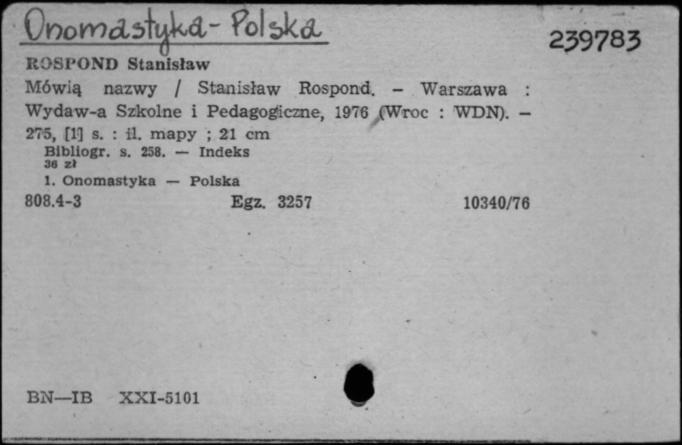 Onomastyka - Polska
239783
ROSPOND Stanisław
Mówią nazwy / Stanisław Rospond. – Warszawa :
Wydaw-a Szkolne i Pedagogiczne, 1976 (Wroc : WDN). –
275, [1] s. : il. mapy ; 21 cm
Bibliogr. s. 258. — Indeks
36 zł
1. Onomastyka — Polska
808.4-3 Egz. 3257 10340/76
BN—IB XXI-5101